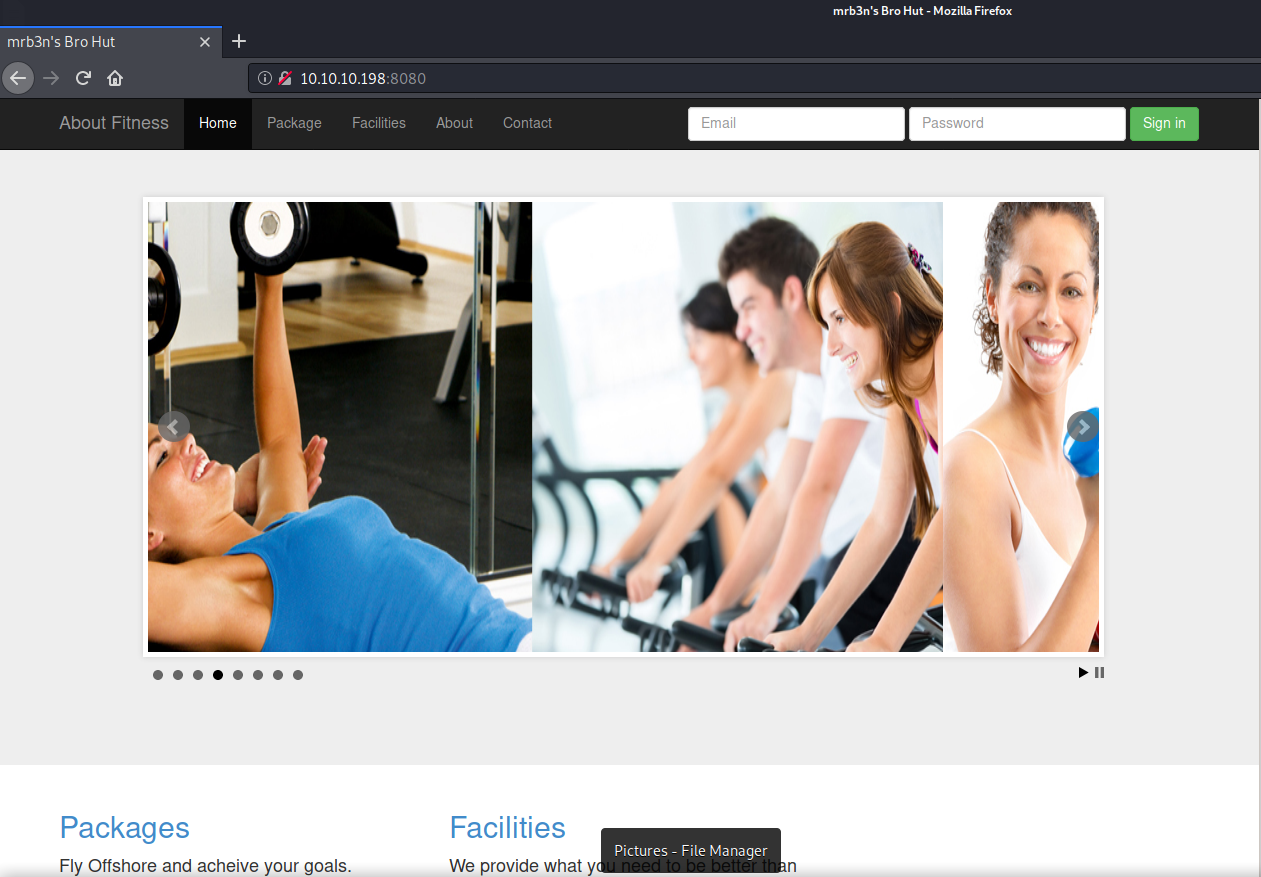 mrb3n's Bro Hut - Mozilla Firefox
mrb3n's Bro Hut
10.10.10.198:8080
About Fitness Home Package Facilities About Contact Email Password Sign in
Packages Facilities
Fly Offshore and acheive your goals. We provide what you need to be better than
Pictures - File Manager